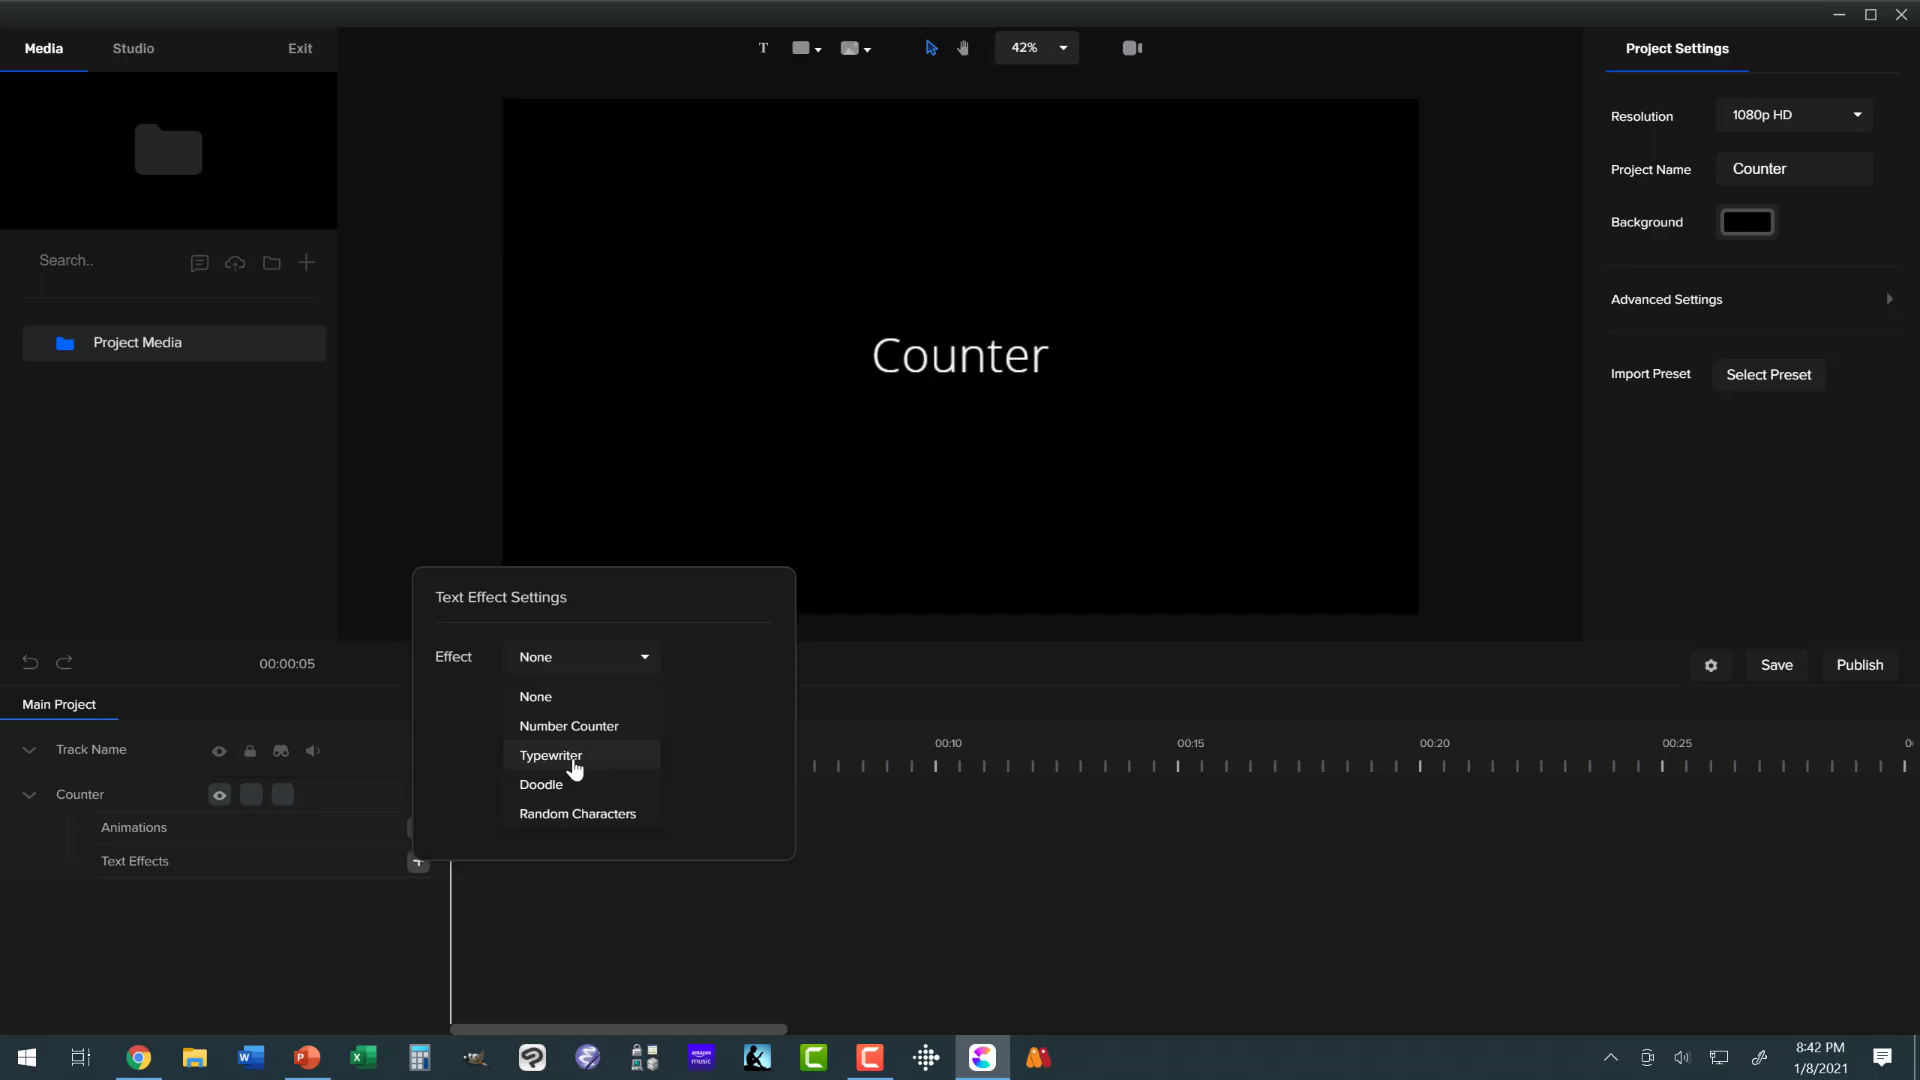 Media Studio Exit
T
42%
Project Settings
Resolution 1080p HD
Project Name Counter
Background
Search..
Project Media
Advanced Settings
Import Preset Select Preset
Counter
Text Effect Settings
Effect None
None
Number Counter
Typewriter
Doodle
Random Characters
00:00:05
Save
Publish
Main Project
Track Name
00:10 00:15 00:20 00:25
Counter
Animations
Text Effects
amazon
music
8:42 PM
1/8/2021